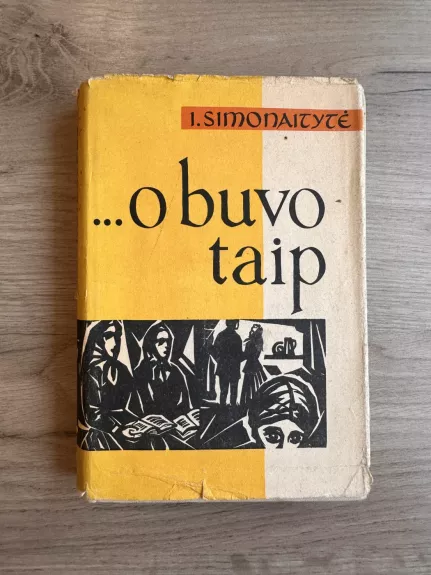 I. SIMONAITYTĖ
...o buvo
taip